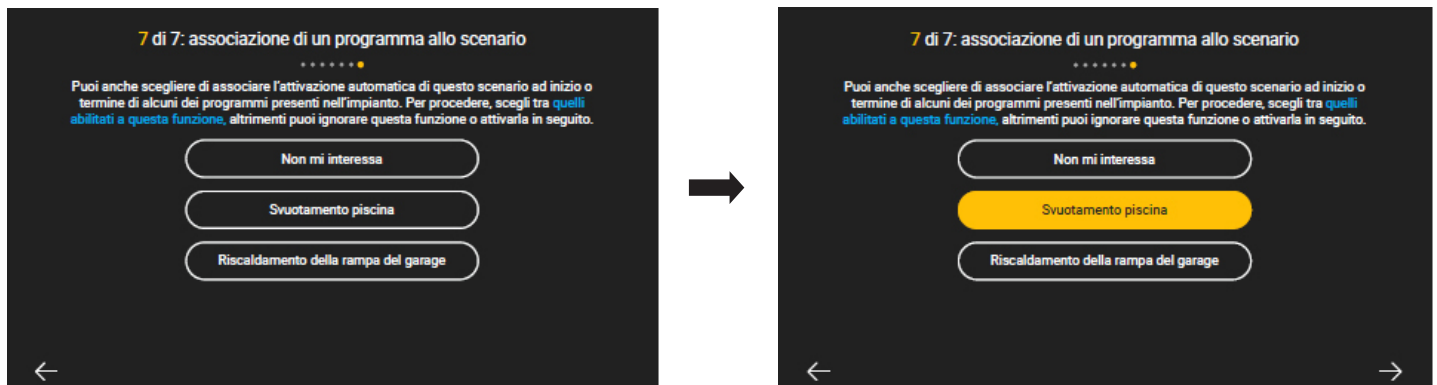 7 di 7: associazione di un programma allo scenario
Puoi anche scegliere di associare l'attivazione automatica di questo scenario ad inizio o
termine di alcuni dei programmi presenti nell'impianto. Per procedere, scegli tra quelli
abilitati a questa funzione, altrimenti puoi ignorare questa funzione o attivarla in seguito.
Non mi interessa
Svuotamento piscina
Riscaldamento della rampa del garage
7 di 7: associazione di un programma allo scenario
Puoi anche scegliere di associare l'attivazione automatica di questo scenario ad inizio o
termine di alcuni dei programmi presenti nell'impianto. Per procedere, scegli tra quelli
abilitati a questa funzione, altrimenti puoi ignorare questa funzione o attivarla in seguito.
Non mi interessa
Svuotamento piscina
Riscaldamento della rampa del garage